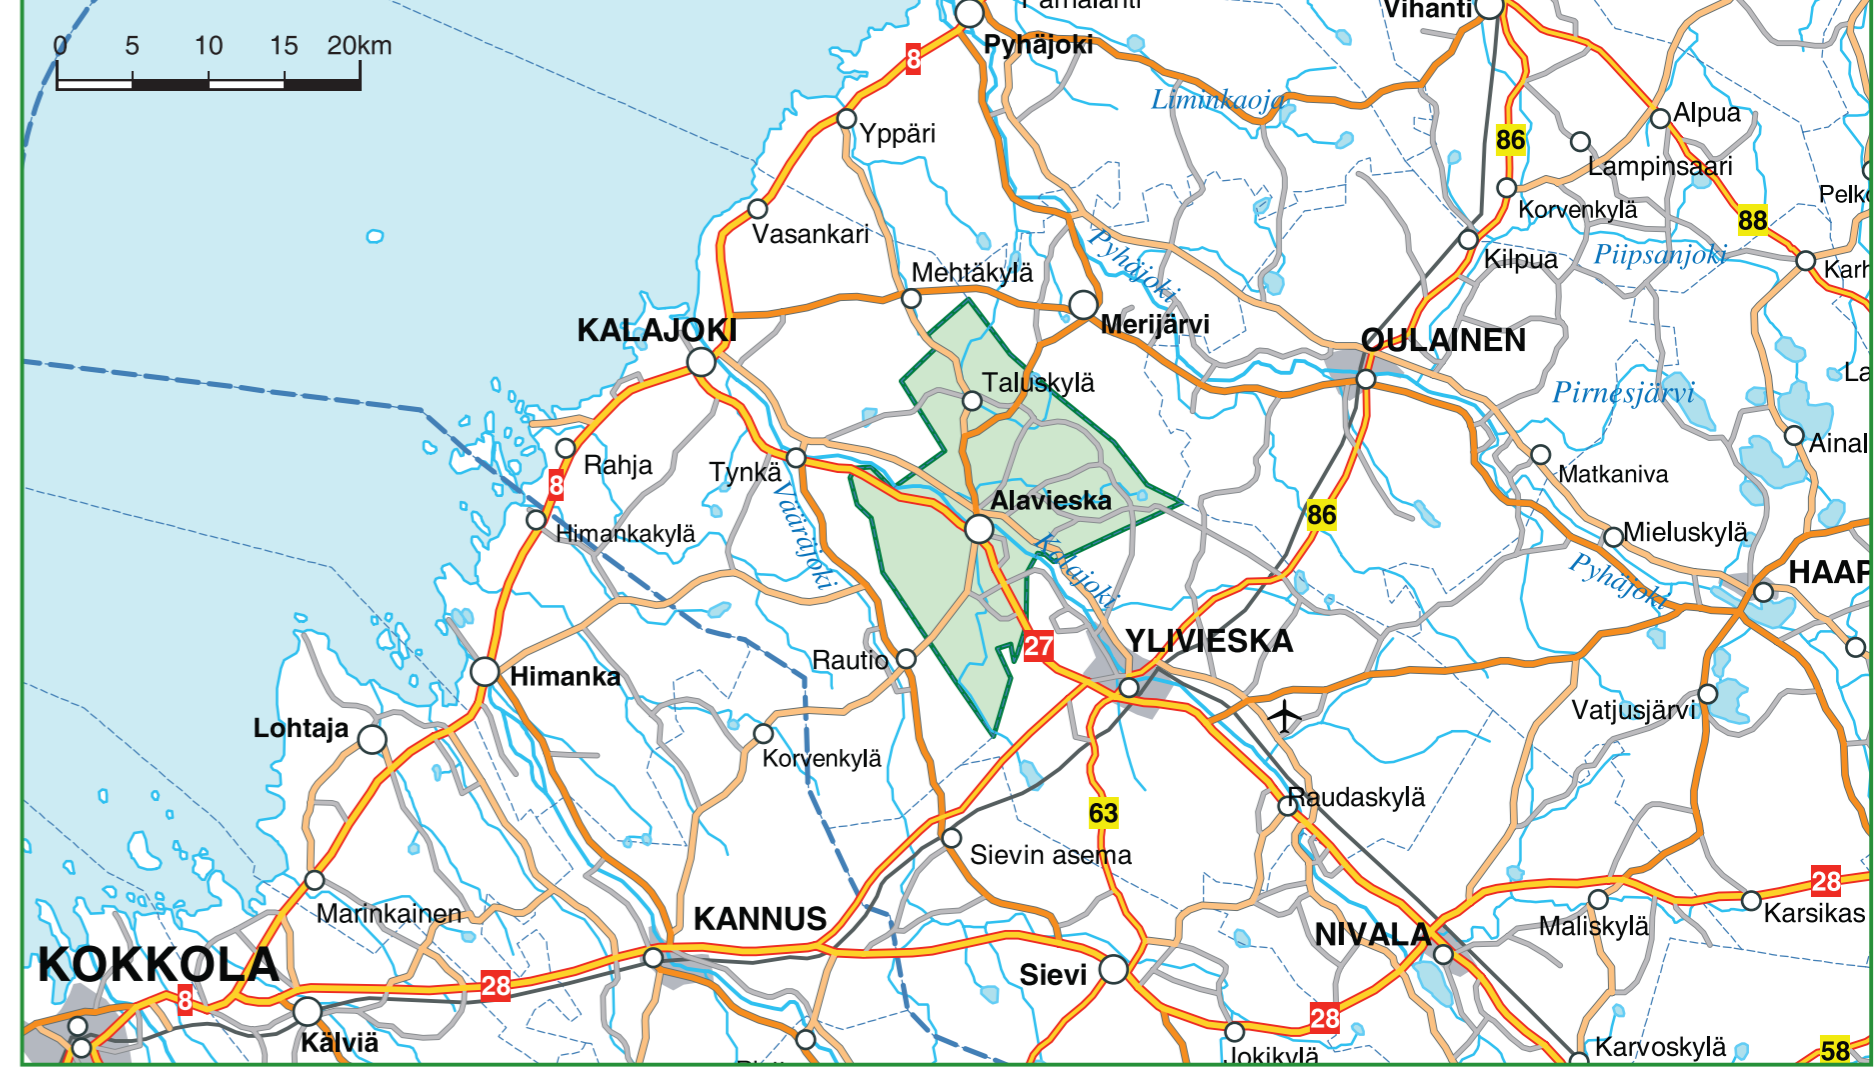 0 5 10 15 20km
Vihanti
Pyhäjoki
8
Liminkaoja
Alpua
Yppäri
86
Lampinsaari
Korvenkylä
88
Vasankari
Pyhäjoki
Kilpua
Piipsanjoki
Mehtäkylä
KALAJOKI
Merijärvi
OULAINEN
Taluskylä
Pirnesjärvi
Rahja
Tynkä
Matkaniva
8
Vääräjoki
Alavieska
86
Himankakylä
Kalajoki
Mieluskylä
Pyhäjoki
27
YLIVIESKA
Rautio
Himanka
Lohtaja
Vatjusjärvi
Korvenkylä
63
Raudaskylä
Sievin asema
28
Marinkainen
KANNUS
Maliskylä
Karsikas
NIVALA
KOKKOLA
8
28
Sievi
28
Kälviä
Jokikylä
Karvoskylä
58